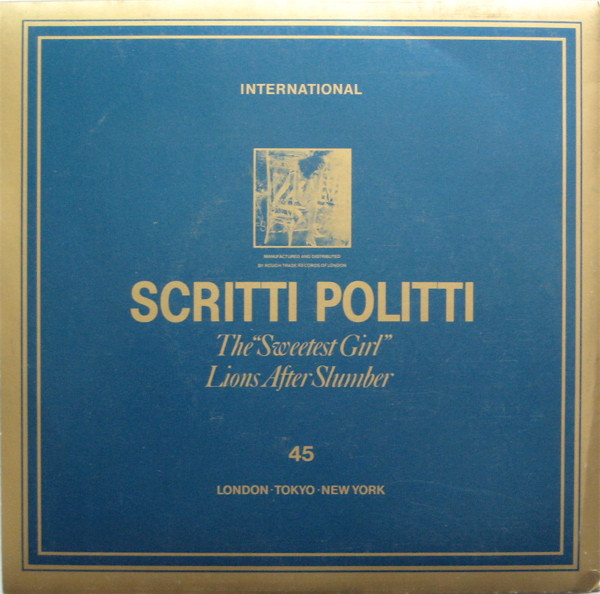 INTERNATIONAL
MANUFACTURED AND DISTRIBUTED
BY ROUGH TRADE RECORDS OF LONDON
SCRITTI POLITTI
The "Sweetest Girl"
Lions After Slumber
45
LONDON·TOKYO·NEW YORK